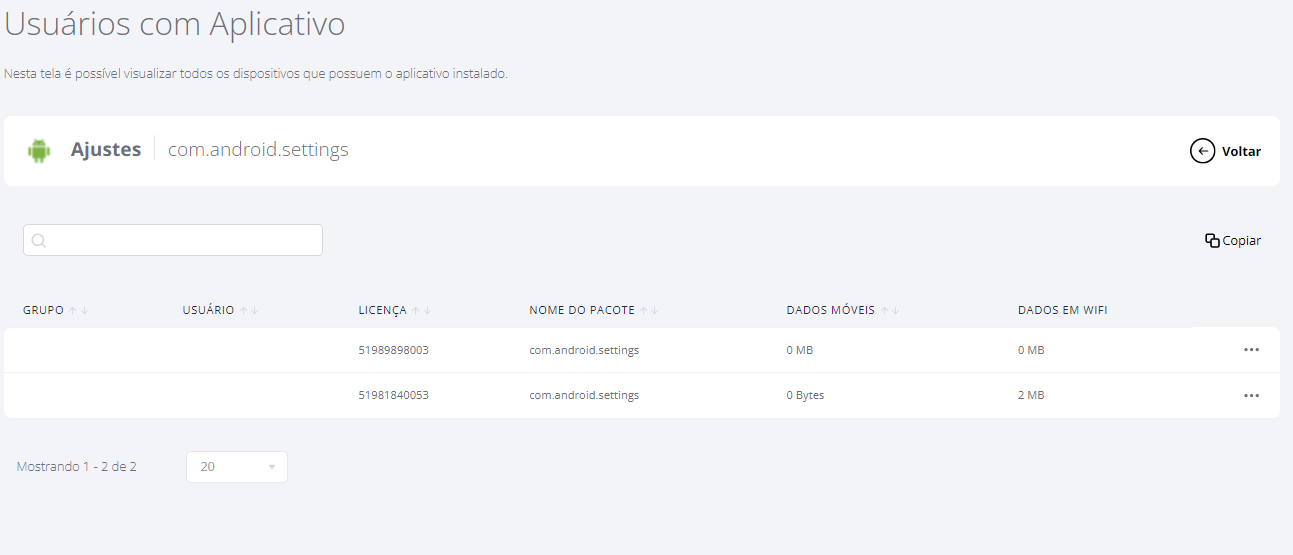 Usuários com Aplicativo
Nesta tela é possível visualizar todos os dispositivos que possuem o aplicativo instalado.
Ajustes com.android.settings Voltar
Copiar
GRUPO USUÁRIO LICENÇA NOME DO PACOTE DADOS MÓVEIS DADOS EM WIFI
51989898003 com.android.settings 0 MB 0 MB
51981840053 com.android.settings 0 Bytes 2 MB
Mostrando 1 - 2 de 2 20